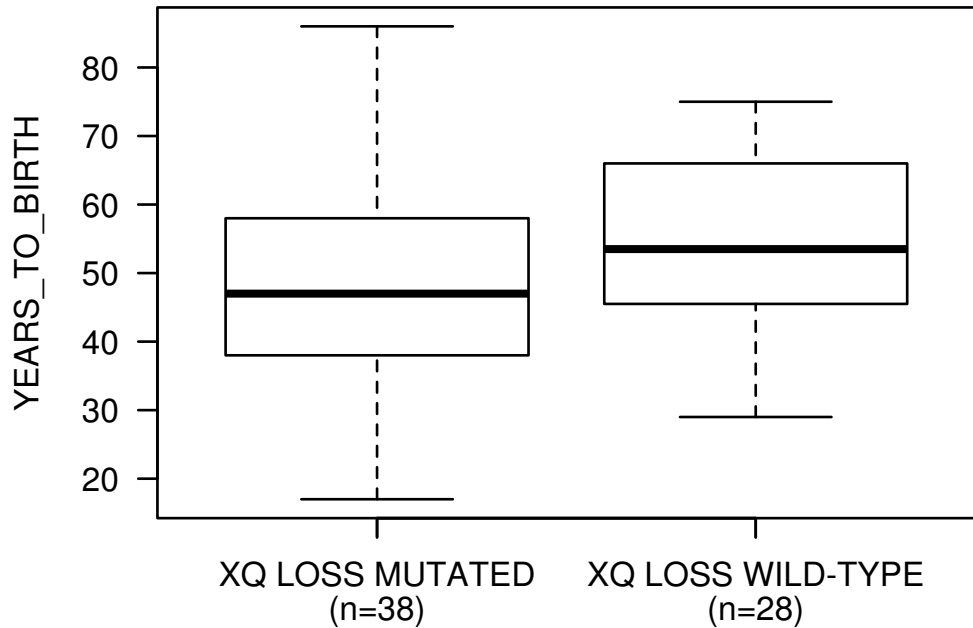 YEARS_TO_BIRTH
80
70
60
50
40
30
20
XQ LOSS MUTATED
(n=38)
XQ LOSS WILD-TYPE
(n=28)